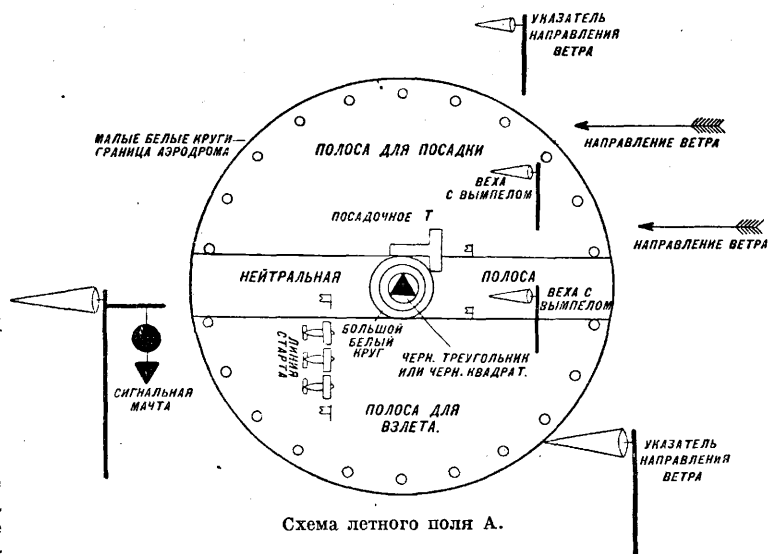 УКАЗАТЕЛЬ
НАПРАВЛЕНИЯ
ВЕТРА
МАЛЫЕ БЕЛЫЕ КРУГИ-
ГРАНИЦА АЭРОДРОМА
ПОЛОСА ДЛЯ ПОСАДКИ
НАПРАВЛЕНИЕ ВЕТРА
ВЕХА
С ВЫМПЕЛОМ
ПОСАДОЧНОЕ Т
НАПРАВЛЕНИЕ ВЕТРА
НЕЙТРАЛЬНАЯ
ПОЛОСА
ВЕХА С
ВЫМПЕЛОМ
БОЛЬШОЙ
БЕЛЫЙ
КРУГ
ЛИНИЯ
СТАРТА
ЧЕРН. ТРЕУГОЛЬНИК
ИЛИ ЧЕРН. КВАДРАТ.
СИГНАЛЬНАЯ
МАЧТА
ПОЛОСА ДЛЯ
ВЗЛЕТА.
УКАЗАТЕЛЬ
НАПРАВЛЕНИЯ
ВЕТРА
Схема летного поля А.